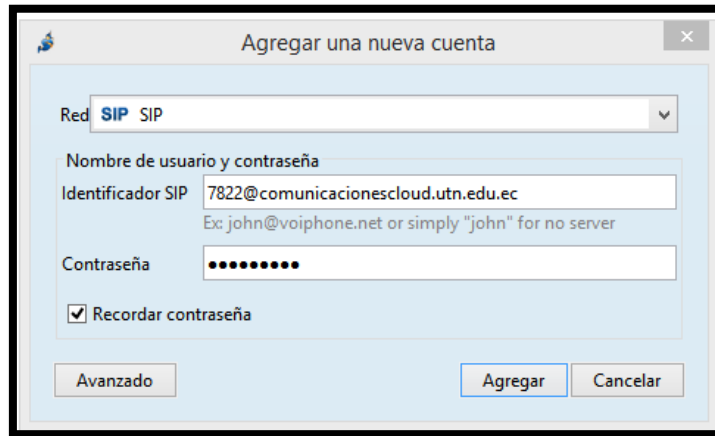 Agregar una nueva cuenta
Red SIP SIP
Nombre de usuario y contraseña
Identificador SIP 7822@comunicacionescloud.utn.edu.ec
Ex: john@voiphone.net or simply "john" for no server
Contraseña •••••••••
Recordar contraseña
Avanzado Agregar Cancelar